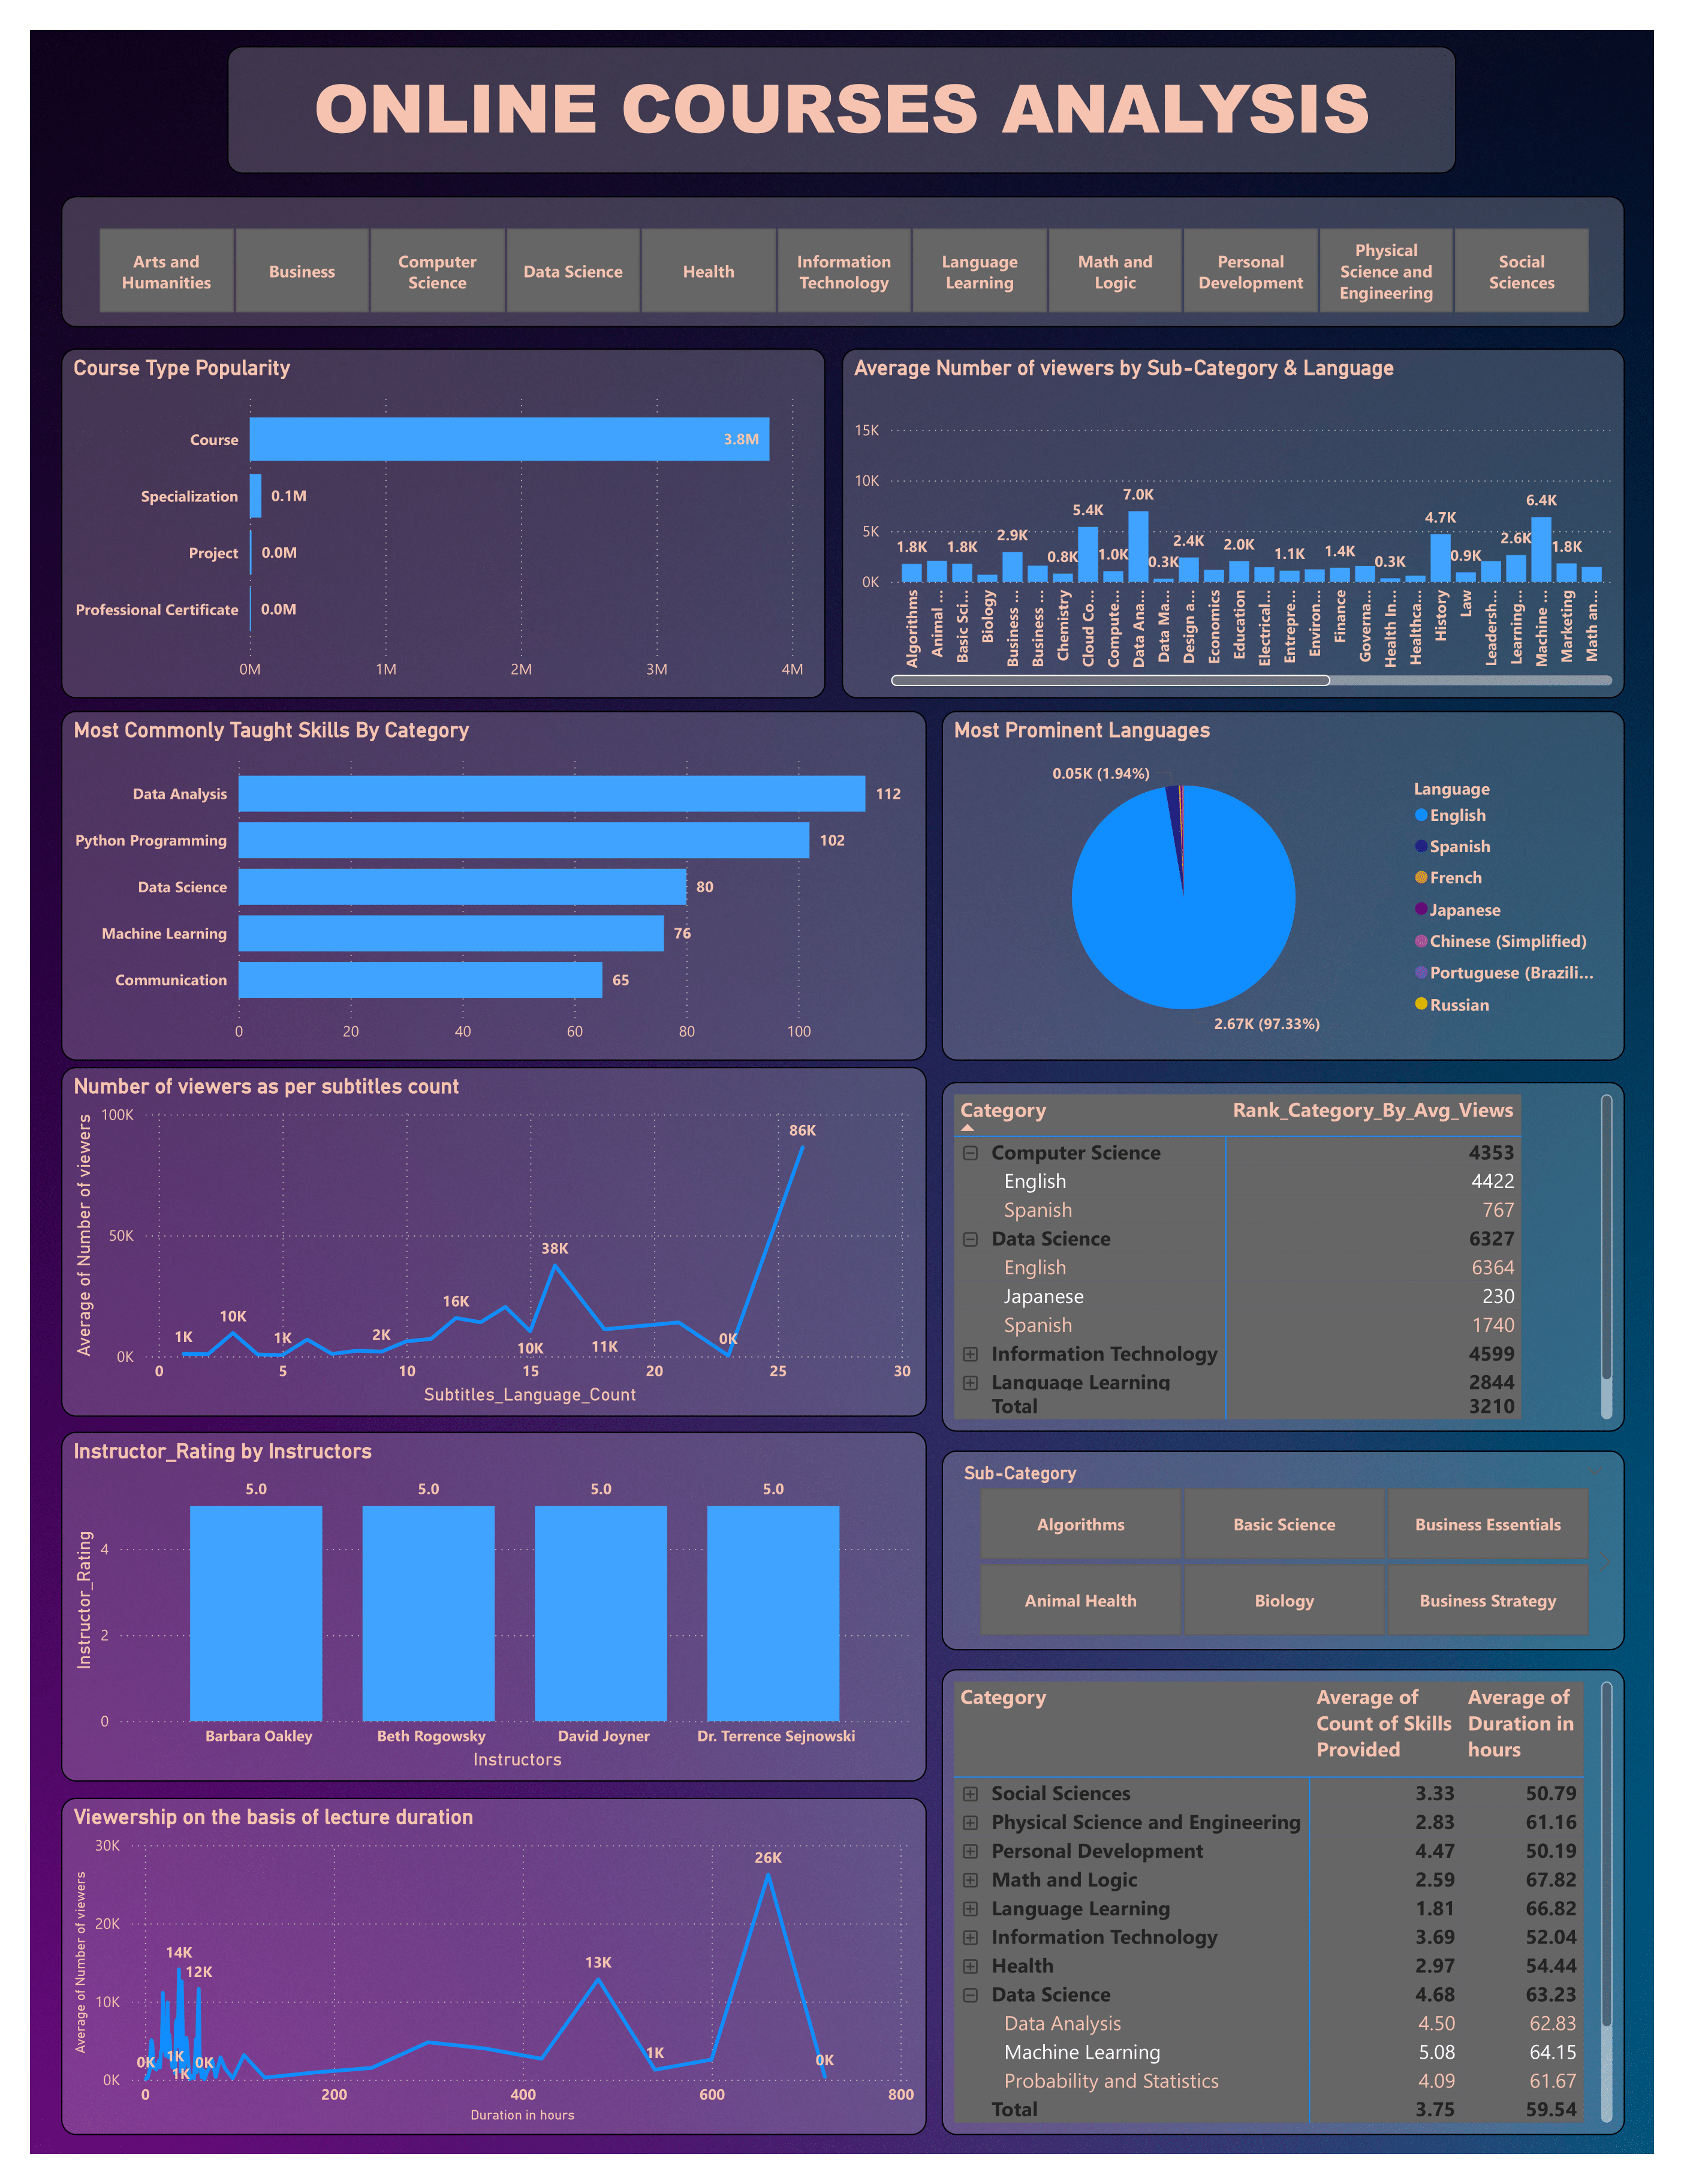 ONLINE COURSES ANALYSIS
Arts and
Humanities
Business
Computer
Science
Data Science
Health
Information
Technology
Language
Learning
Math and
Logic
Personal
Development
Physical
Science and
Engineering
Social
Sciences
Course Type Popularity
Course
3.8M
Specialization
0.1M
Project
0.0M
Professional Certificate
0.0M
0M 1M 2M 3M 4M
Average Number of viewers by Sub-Category & Language
15K
10K
5K
0K
1.8K 1.8K 2.9K 0.8K 5.4K 1.0K 7.0K 0.3K 2.4K 2.0K 1.1K 1.4K 0.3K 4.7K 0.9K 2.6K 6.4K 1.8K
Algorithms
Animal ...
Basic Sci...
Biology
Business ...
Business ...
Chemistry
Cloud Co...
Compute...
Data Ana...
Data Ma...
Design a...
Economics
Education
Electrical...
Entrepre...
Environ...
Finance
Governa...
Health In...
Healthca...
History
Law
Leadersh...
Learning...
Machine ...
Marketing
Math an...
Most Commonly Taught Skills By Category
Data Analysis 112
Python Programming 102
Data Science 80
Machine Learning 76
Communication 65
0 20 40 60 80 100
Most Prominent Languages
0.05K (1.94%)
2.67K (97.33%)
Language
English
Spanish
French
Japanese
Chinese (Simplified)
Portuguese (Brazili...
Russian
Number of viewers as per subtitles count
Average of Number of viewers
100K
50K
0K
1K 10K 1K 2K 16K 10K 38K 11K 0K 86K
0 5 10 15 20 25 30
Subtitles_Language_Count
Category Rank_Category_By_Avg_Views
Computer Science 4353
English 4422
Spanish 767
Data Science 6327
English 6364
Japanese 230
Spanish 1740
Information Technology 4599
Language Learning 2844
Total 3210
Instructor_Rating by Instructors
Instructor_Rating
4
2
0
5.0 5.0 5.0 5.0
Barbara Oakley Beth Rogowsky David Joyner Dr. Terrence Sejnowski
Instructors
Sub-Category
Algorithms Basic Science Business Essentials
Animal Health Biology Business Strategy
Viewership on the basis of lecture duration
Average of Number of viewers
30K
20K
10K
0K
0K 14K 1K 1K 12K 0K 13K 1K 26K 0K
0 200 400 600 800
Duration in hours
Category
Average of
Count of Skills
Provided
Average of
Duration in
hours
Social Sciences 3.33 50.79
Physical Science and Engineering 2.83 61.16
Personal Development 4.47 50.19
Math and Logic 2.59 67.82
Language Learning 1.81 66.82
Information Technology 3.69 52.04
Health 2.97 54.44
Data Science 4.68 63.23
Data Analysis 4.50 62.83
Machine Learning 5.08 64.15
Probability and Statistics 4.09 61.67
Total 3.75 59.54